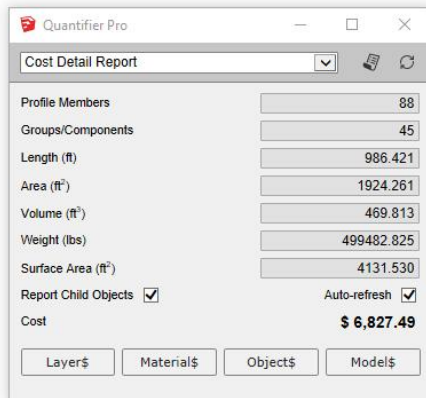 Quantifier Pro
Cost Detail Report
Profile Members 88
Groups/Components 45
Length (ft) 986.421
Area (ft²) 1924.261
Volume (ft³) 469.813
Weight (lbs) 499482.825
Surface Area (ft²) 4131.530
Report Child Objects Auto-refresh
Cost $ 6,827.49
Layer$ Material$ Object$ Model$